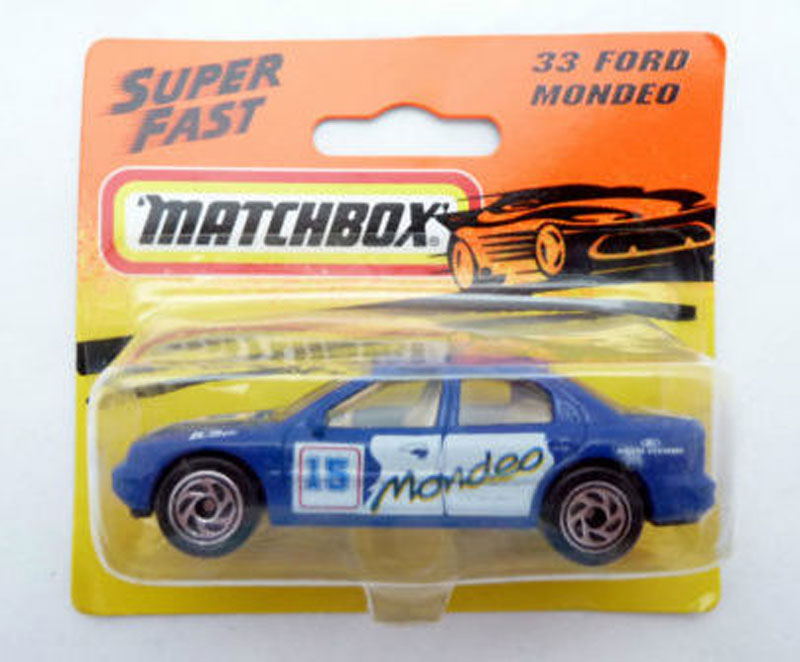 SUPER
FAST
33 FORD
MONDEO
'MATCHBOX'®
15
Mondeo